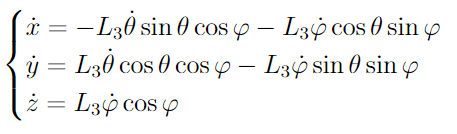 ẋ = −L₃θ̇ sin θ cos φ − L₃φ̇ cos θ sin φ
ẏ = L₃θ̇ cos θ cos φ − L₃φ̇ sin θ sin φ
ż = L₃φ̇ cos φ